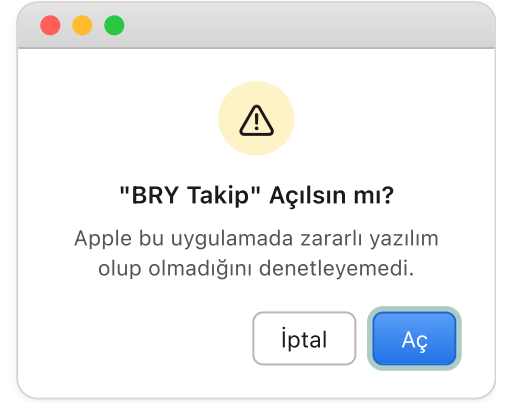 "BRY Takip" Açılsın mı?
Apple bu uygulamada zararlı yazılım
olup olmadığını denetleyemedi.
İptal
Aç